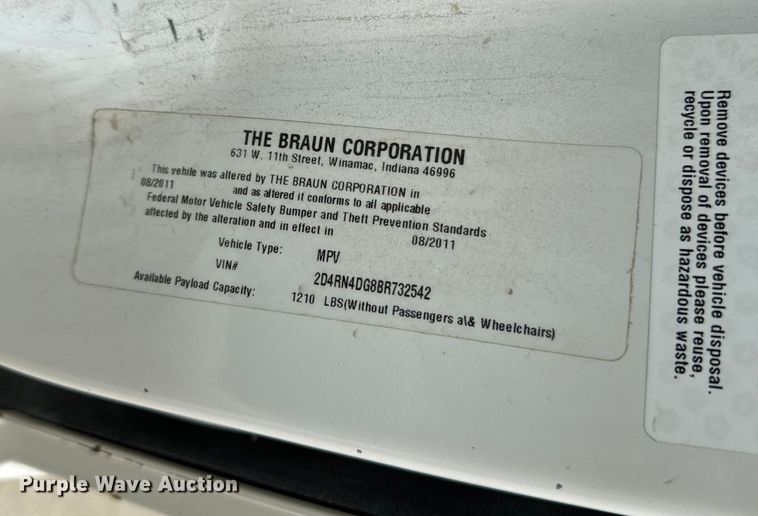 THE BRAUN CORPORATION
631 W. 11th Street, Winamac, Indiana 46996
This vehile was altered by THE BRAUN CORPORATION in
08/2011 and as altered it conforms to all applicable
Federal Motor Vehicle Safety Bumper and Theft Prevention Standards
affected by the alteration and in effect in 08/2011
Vehicle Type: MPV
VIN# 2D4RN4DG8BR732542
Available Payload Capacity: 1210 LBS(Without Passengers a\& Wheelchairs)
Remove devices before vehicle disposal.
Upon removal of devices please reuse,
recycle or dispose as hazardous waste.
Purple Wave Auction